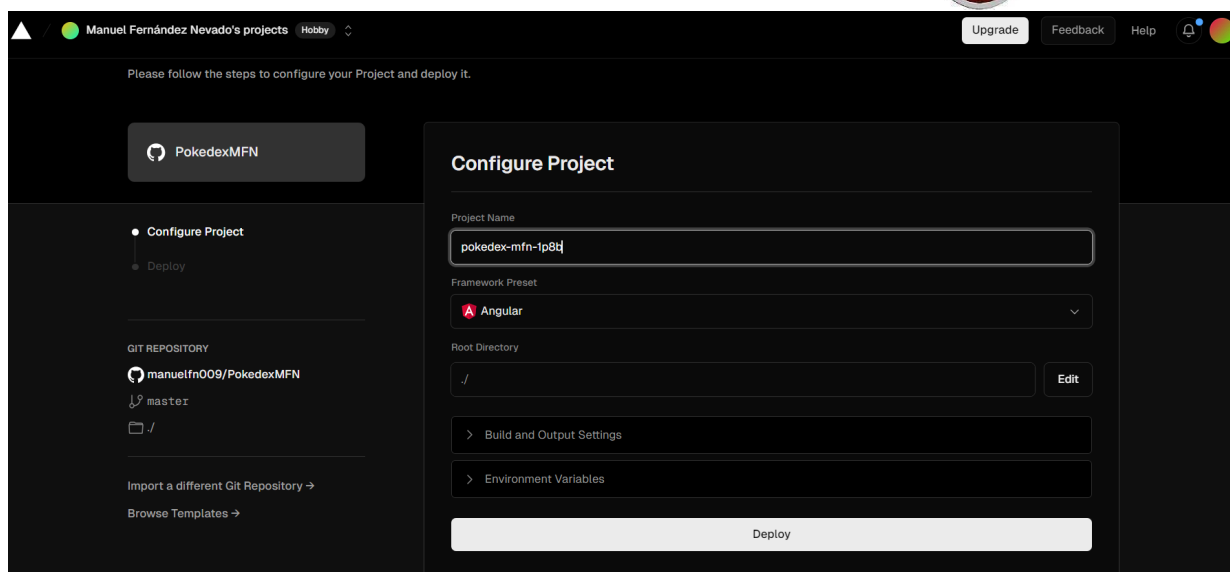 Manuel Fernández Nevado's projects Hobby
Upgrade Feedback Help
Please follow the steps to configure your Project and deploy it.
PokedexMFN
Configure Project
Deploy
GIT REPOSITORY
manuelfn009/PokedexMFN
master
./
Import a different Git Repository →
Browse Templates →
Configure Project
Project Name
pokedex-mfn-1p8b
Framework Preset
Angular
Root Directory
./ Edit
Build and Output Settings
Environment Variables
Deploy